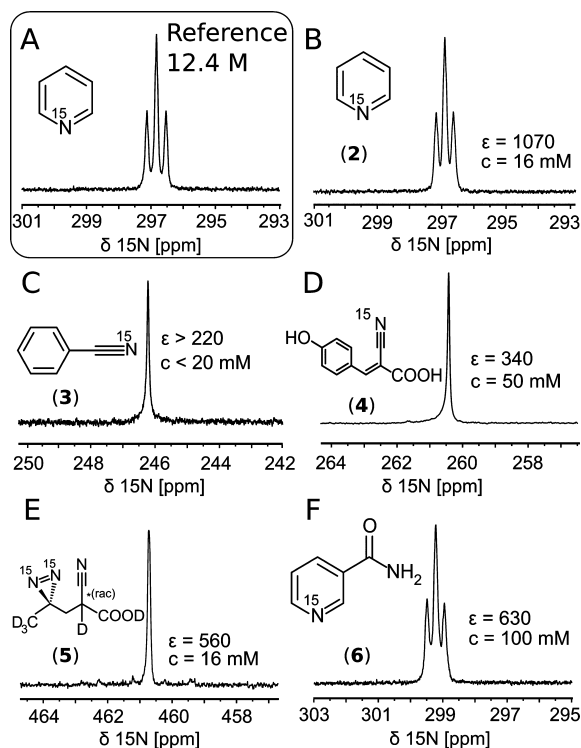 A
Reference
12.4 M
15
N
301 299 297 295 293
δ 15N [ppm]
B
15
N
(2)
ε = 1070
c = 16 mM
301 299 297 295 293
δ 15N [ppm]
C
15
N
ε > 220
c < 20 mM
(3)
250 248 246 244 242
δ 15N [ppm]
D
15
N
HO
COOH
ε = 340
c = 50 mM
(4)
264 262 260 258
δ 15N [ppm]
E
15 15
N N N
*(rac)
D3C
COOD
D
(5)
ε = 560
c = 16 mM
464 462 460 458
δ 15N [ppm]
F
O
NH2
15
N
(6)
ε = 630
c = 100 mM
303 301 299 297 295
δ 15N [ppm]